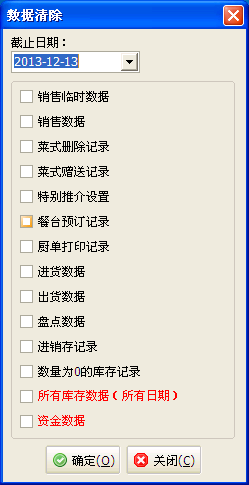 数据清除
截止日期：
2013-12-13
销售临时数据
销售数据
菜式删除记录
菜式赠送记录
特别推介设置
餐台预订记录
厨单打印记录
进货数据
出货数据
盘点数据
进销存记录
数量为0的库存记录
所有库存数据（所有日期）
资金数据
确定(O) 关闭(C)